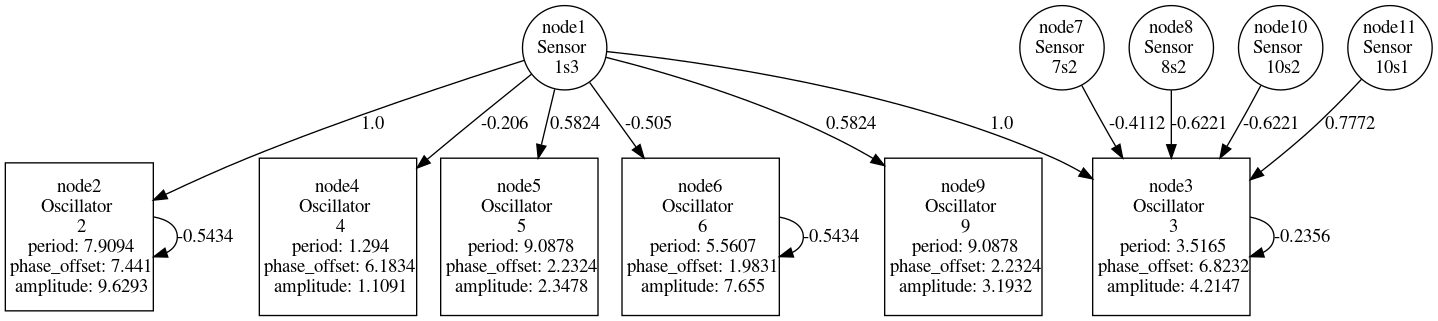 node1
Sensor
1s3
node7
Sensor
7s2
node8
Sensor
8s2
node10
Sensor
10s2
node11
Sensor
10s1
1.0
-0.206
0.5824
-0.505
0.5824
1.0
-0.4112
-0.6221
-0.6221
0.7772
node2
Oscillator
2
period: 7.9094
phase_offset: 7.441
amplitude: 9.6293
-0.5434
node4
Oscillator
4
period: 1.294
phase_offset: 6.1834
amplitude: 1.1091
node5
Oscillator
5
period: 9.0878
phase_offset: 2.2324
amplitude: 2.3478
node6
Oscillator
6
period: 5.5607
phase_offset: 1.9831
amplitude: 7.655
-0.5434
node9
Oscillator
9
period: 9.0878
phase_offset: 2.2324
amplitude: 3.1932
node3
Oscillator
3
period: 3.5165
phase_offset: 6.8232
amplitude: 4.2147
-0.2356